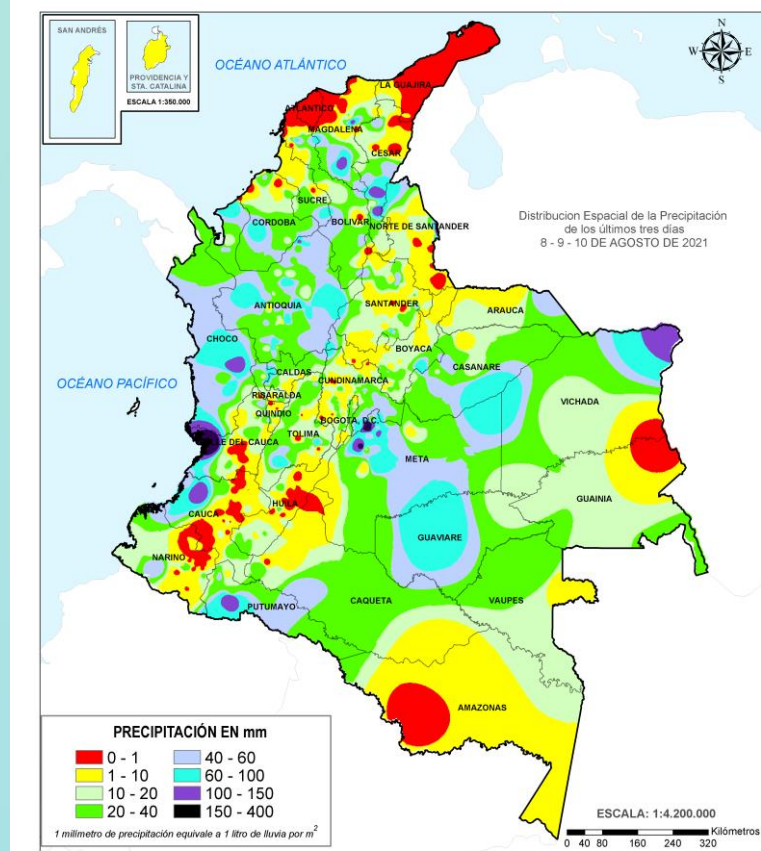 SAN ANDRÉS
PROVIDENCIA Y
STA. CATALINA
ESCALA 1:350.000
OCÉANO ATLÁNTICO
N
W
E
S
LA GUAJIRA
ATLANTICO
MAGDALENA
CESAR
SUCRE
CORDOBA
BOLIVAR
NORTE DE SANTANDER
Distribucion Espacial de la Precipitación
de los últimos tres días
8 - 9 - 10 DE AGOSTO DE 2021
ANTIOQUIA
SANTANDER
ARAUCA
CHOCO
BOYACA
CASANARE
OCÉANO PACÍFICO
CALDAS
CUNDINAMARCA
RISARALDA
QUINDIO
BOGOTA, D.C.
VICHADA
TOLIMA
VALLE DEL CAUCA
META
GUAINIA
CAUCA
HUILA
GUAVIARE
NARIÑO
PUTUMAYO
CAQUETA
VAUPES
AMAZONAS
PRECIPITACIÓN EN mm
0 - 1
40 - 60
1 - 10
60 - 100
10 - 20
100 - 150
20 - 40
150 - 400
1 milímetro de precipitación equivale a 1 litro de lluvia por m²
ESCALA: 1:4.200.000
Kilómetros
0 40 80 160 240 320